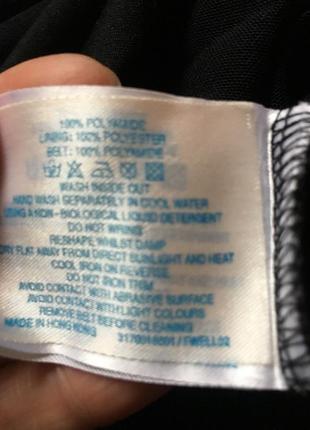 100% POLYAMIDE
LINING: 100% POLYESTER
BELT: 100% POLYAMIDE
WASH INSIDE OUT
HAND WASH SEPARATELY IN COOL WATER
USING A NON - BIOLOGICAL LIQUID DETERGENT
DO NOT WRING
RESHAPE WHILST DAMP
DRY FLAT AWAY FROM DIRECT SUNLIGHT AND HEAT
COOL IRON ON REVERSE
DO NOT IRON TRIM
AVOID CONTACT WITH ABRASIVE SURFACE
AVOID CONTACT WITH LIGHT COLOURS
REMOVE BELT BEFORE CLEANING
MADE IN HONG KONG